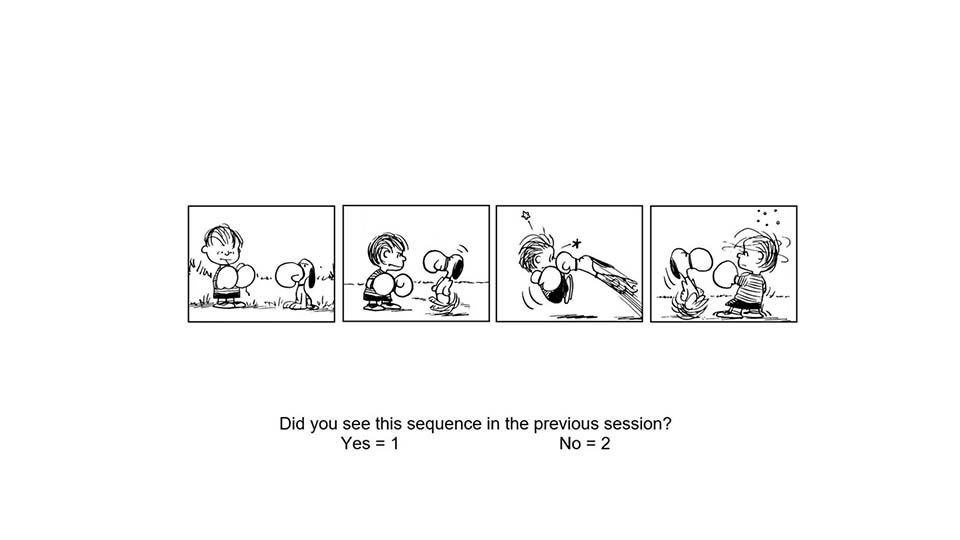 Did you see this sequence in the previous session?
Yes = 1 No = 2